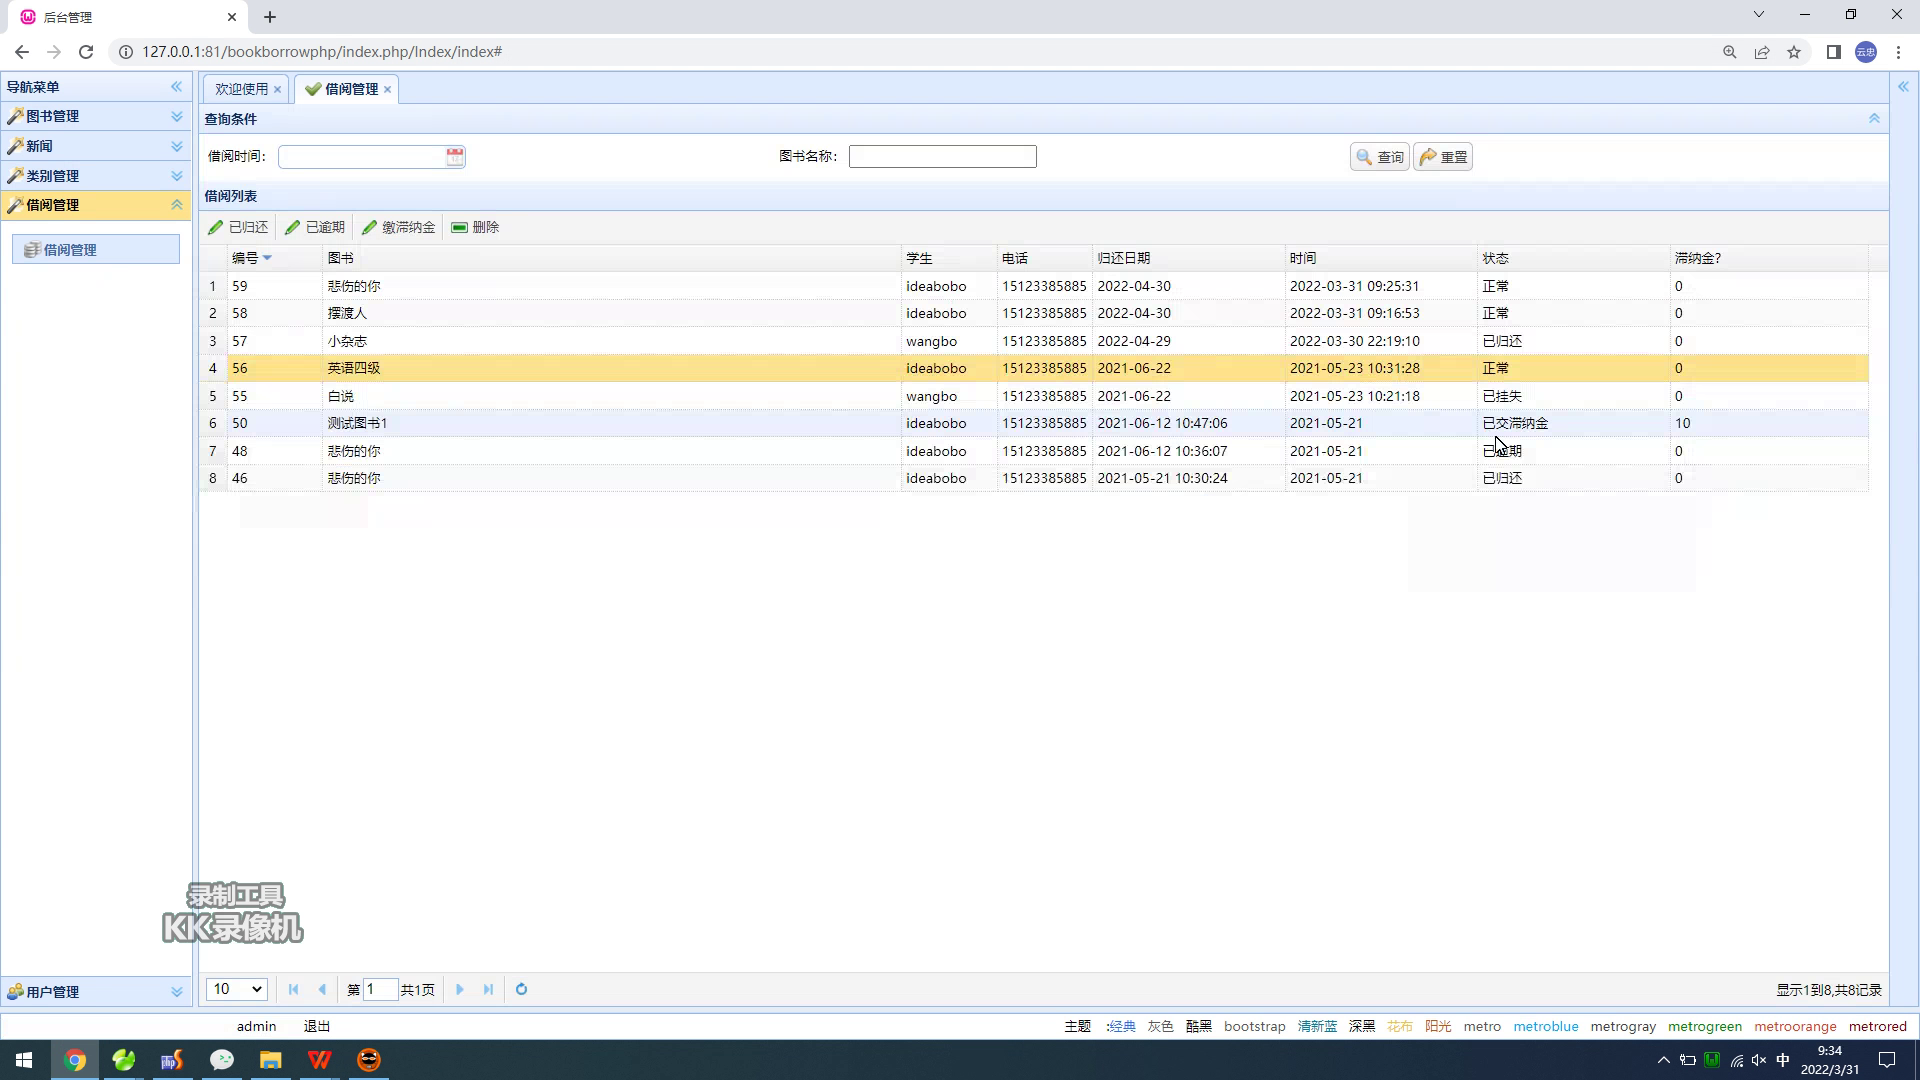 后台管理
127.0.0.1:81/bookborrowphp/index.php/Index/index#
云忠
导航菜单
图书管理
新闻
类别管理
借阅管理
借阅管理
用户管理
欢迎使用
借阅管理
查询条件
借阅时间:
图书名称:
查询
重置
借阅列表
已归还 已逾期 缴滞纳金 删除
编号 图书 学生 电话 归还日期 时间 状态 滞纳金?
1 59 悲伤的你 ideabobo 15123385885 2022-04-30 2022-03-31 09:25:31 正常 0
2 58 摆渡人 ideabobo 15123385885 2022-04-30 2022-03-31 09:16:53 正常 0
3 57 小杂志 wangbo 15123385885 2022-04-29 2022-03-30 22:19:10 已归还 0
4 56 英语四级 ideabobo 15123385885 2021-06-22 2021-05-23 10:31:28 正常 0
5 55 白说 wangbo 15123385885 2021-06-22 2021-05-23 10:21:18 已挂失 0
6 50 测试图书1 ideabobo 15123385885 2021-06-12 10:47:06 2021-05-21 已交滞纳金 10
7 48 悲伤的你 ideabobo 15123385885 2021-06-12 10:36:07 2021-05-21 已逾期 0
8 46 悲伤的你 ideabobo 15123385885 2021-05-21 10:30:24 2021-05-21 已归还 0
录制工具
KK录像机
10 第 1 共1页 显示1到8,共8记录
admin 退出 主题 :经典 灰色 酷黑 bootstrap 清新蓝 深黑 花布 阳光 metro metroblue metrogray metrogreen metroorange metrored
php
中
9:34
2022/3/31